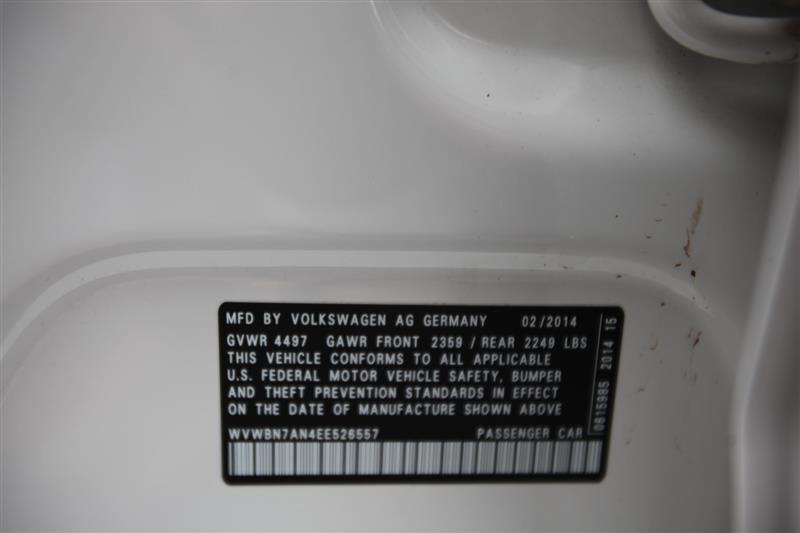 MFD BY VOLKSWAGEN AG GERMANY 02/2014
GVWR 4497 GAWR FRONT 2359 / REAR 2249 LBS
THIS VEHICLE CONFORMS TO ALL APPLICABLE
U.S. FEDERAL MOTOR VEHICLE SAFETY, BUMPER
AND THEFT PREVENTION STANDARDS IN EFFECT
ON THE DATE OF MANUFACTURE SHOWN ABOVE
WVWBN7AN4EE526557 PASSENGER CAR
0815985 2014 15